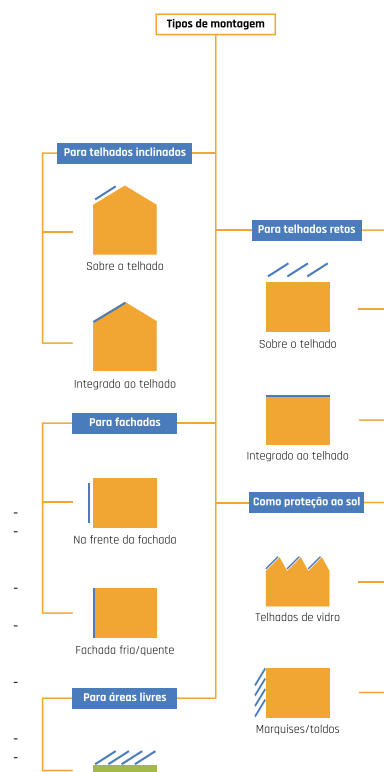 Tipos de montagem
Para telhados inclinados
Sobre o telhado
Integrado ao telhado
Para telhados retos
Sobre o telhado
Integrado ao telhado
Para fachadas
Na frente da fachada
Fachada fria/quente
Como proteção ao sol
Telhados de vidro
Marquises/toldos
Para áreas livres